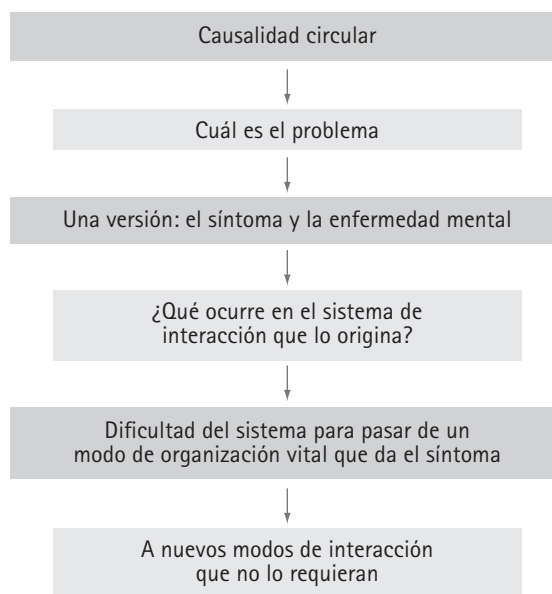 Causalidad circular
Cuál es el problema
Una versión: el síntoma y la enfermedad mental
¿Qué ocurre en el sistema de
interacción que lo origina?
Dificultad del sistema para pasar de un
modo de organización vital que da el síntoma
A nuevos modos de interacción
que no lo requieran